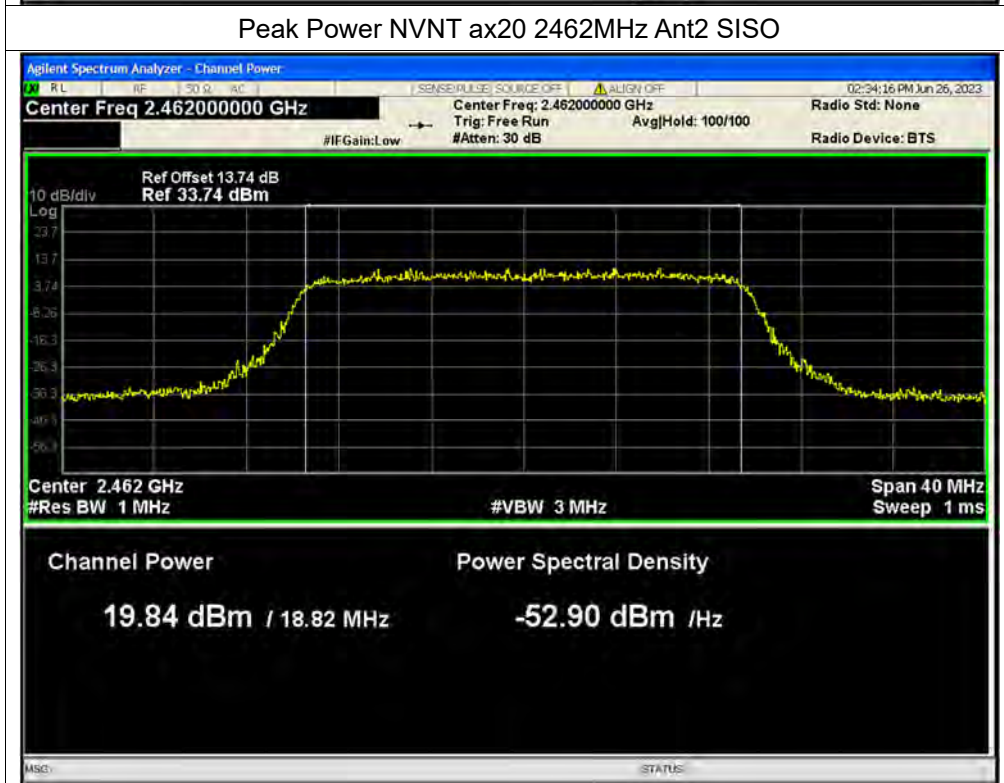 Peak Power NVNT ax20 2462MHz Ant2 SISO
Agilent Spectrum Analyzer - Channel Power
RL RF 50 Ω AC SENSE:PULSE SOURCE OFF ALIGN OFF 02:34:16 PM Jun 26, 2023
Center Freq 2.462000000 GHz Center Freq: 2.462000000 GHz Radio Std: None
Trig: Free Run Avg|Hold: 100/100
#IFGain:Low #Atten: 30 dB Radio Device: BTS
Ref Offset 13.74 dB
10 dB/div Ref 33.74 dBm
Log
23.7
13.7
3.74
-6.26
-16.3
-26.3
-36.3
-46.3
-56.3
Center 2.462 GHz Span 40 MHz
#Res BW 1 MHz #VBW 3 MHz Sweep 1 ms
Channel Power Power Spectral Density
19.84 dBm / 18.82 MHz -52.90 dBm /Hz
MSG STATUS